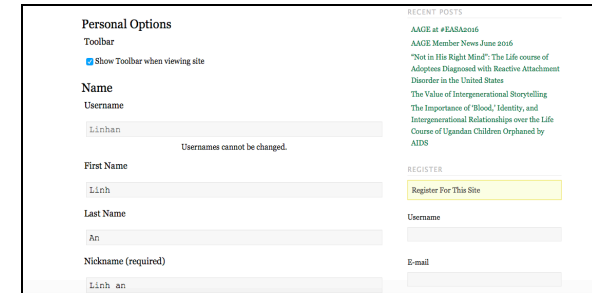 Personal Options
Toolbar
Show Toolbar when viewing site
Name
Username
Linhan
Usernames cannot be changed.
First Name
Linh
Last Name
An
Nickname (required)
Linh an
RECENT POSTS
AAGE at #EASA2016
AAGE Member News June 2016
“Not in His Right Mind”: The Life course of
Adoptees Diagnosed with Reactive Attachment
Disorder in the United States
The Value of Intergenerational Storytelling
The Importance of ‘Blood,’ Identity, and
Intergenerational Relationships over the Life
Course of Ugandan Children Orphaned by
AIDS
REGISTER
Register For This Site
Username
E-mail